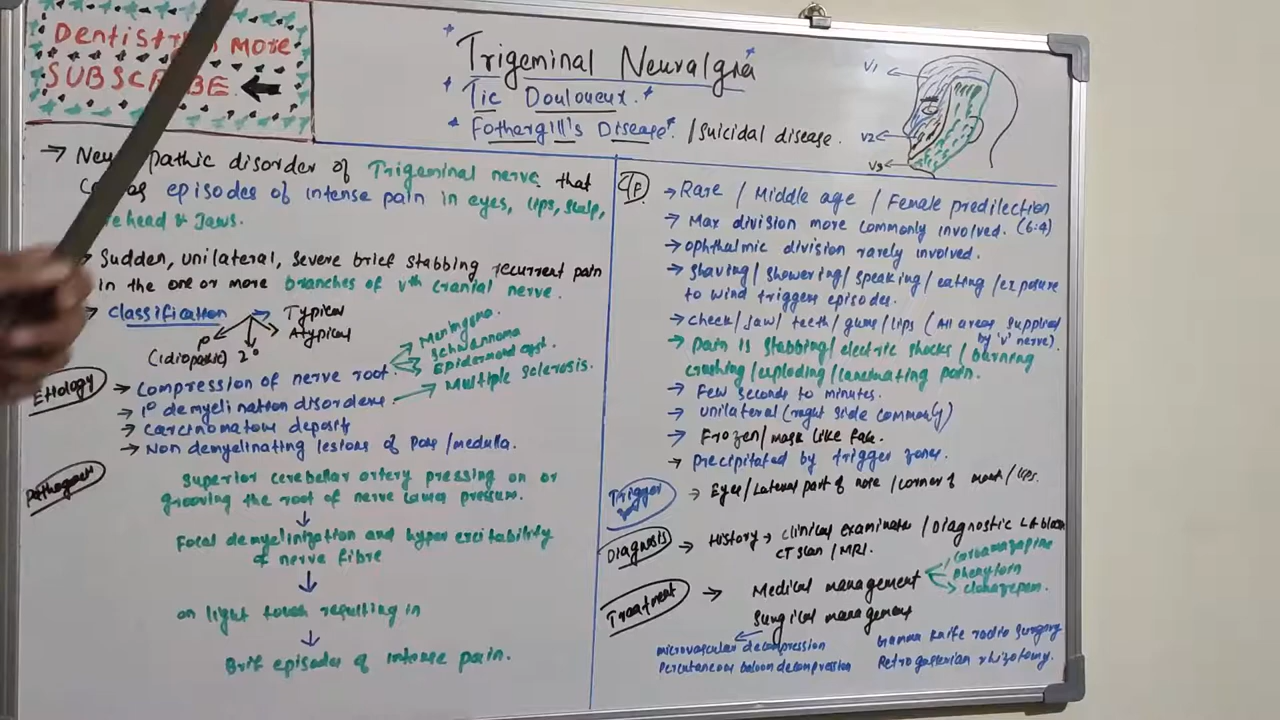 Dentistry More
SUBSCRIBE
Trigeminal Neuralgia
Tic Douloureux.
Fothergill's Disease. / Suicidal disease.
V1
V2
V3
→ pathic disorder of Trigeminal nerve that
episodes of intense pain in eyes, lips, scalp,
head & Jaws.
Sudden, unilateral, severe brief stabbing recurrent pain
in the one or more branches of Vth cranial nerve.
classification → Typical
Atypical
1°
(idiopathic) 2°
Etiology → Compression of nerve root
Meningioma.
Schwannoma
Epidermoid cyst.
→ 1° demyelination disorders → Multiple sclerosis.
→ carcinomatous deposit
→ Non demyelinating lesions of Pons/medulla.
Pathogenesis
Superior cerebellar artery pressing on or
grooving the root of nerve causes pressure.
Focal demyelinization and hyper excitability
of nerve fibre
on light touch resulting in
Brief episodes of intense pain.
C/F → Rare / Middle age / Female predilection
→ Max division more commonly involved. (6:4)
→ ophthalmic division rarely involved.
→ shaving/showering/speaking/eating/exposure
to wind triggers episodes.
→ cheek/jaw/teeth/gums/lips (All areas supplied
by 'V' nerve).
→ Pain is stabbing/electric shocks/burning
crushing/exploding/lancinating pain.
→ Few seconds to minutes.
→ unilateral (right side commonly)
→ Frozen/mask like face.
→ precipitated by trigger zones.
Trigger → Eyes/Lateral part of nose/corner of mouth/lips.
Diagnosis → History → clinical examination/Diagnostic LA block
CT scan/MRI.
Treatment → Medical management
Carbamazapine
phenytoin
clonazepam.
Surgical management
microvascular decompression
Percutaneous baloon decompression
Gamma knife radio surgery
Retrogasserian rhizotomy.